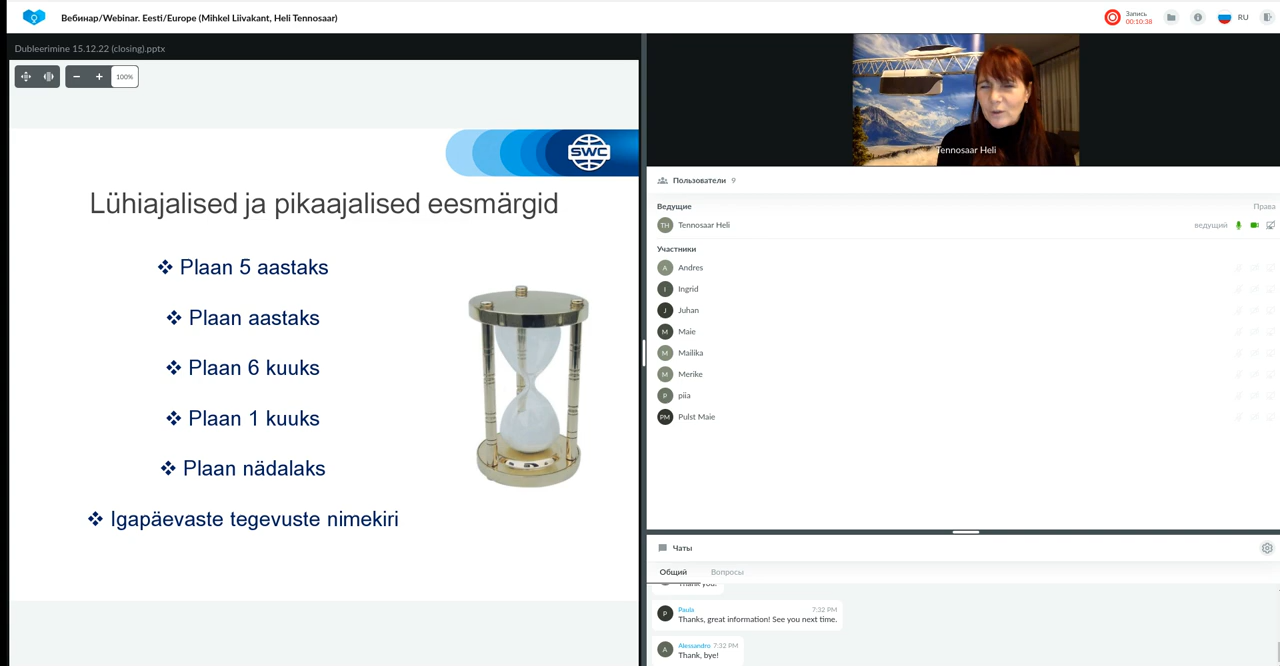 Вебинар/Webinar. Eesti/Europe (Mihkel Liivakant, Heli Tennosaar)
Запись
00:10:38
RU
Dubleerimine 15.12.22 (closing).pptx
100%
SWC
Lühiajalised ja pikaajalised eesmärgid
❖ Plaan 5 aastaks
❖ Plaan aastaks
❖ Plaan 6 kuuks
❖ Plaan 1 kuuks
❖ Plaan nädalaks
❖ Igapäevaste tegevuste nimekiri
Tennosaar Heli
Пользователи 9
Ведущие
Права
TH Tennosaar Heli
ведущий
Участники
A Andres
I Ingrid
J Juhan
M Maie
M Mailika
M Merike
P piia
PM Pulst Maie
Чаты
Общий Вопросы
Thank you!
P Paula 7:32 PM
Thanks, great information! See you next time.
A Alessandro 7:32 PM
Thank, bye!